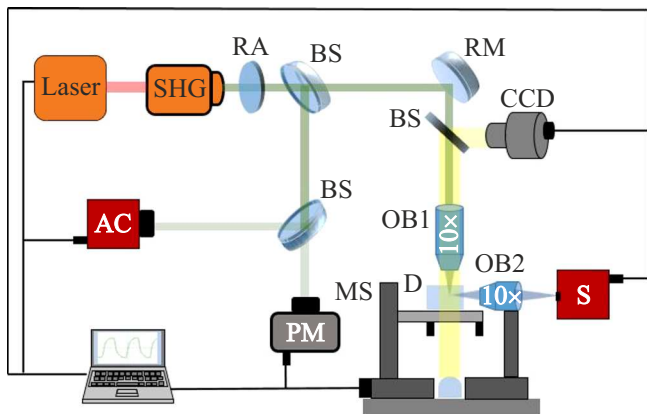 RA
BS
RM
Laser
SHG
CCD
BS
BS
AC
OB1
10×
OB2
MS
D
10×
S
PM